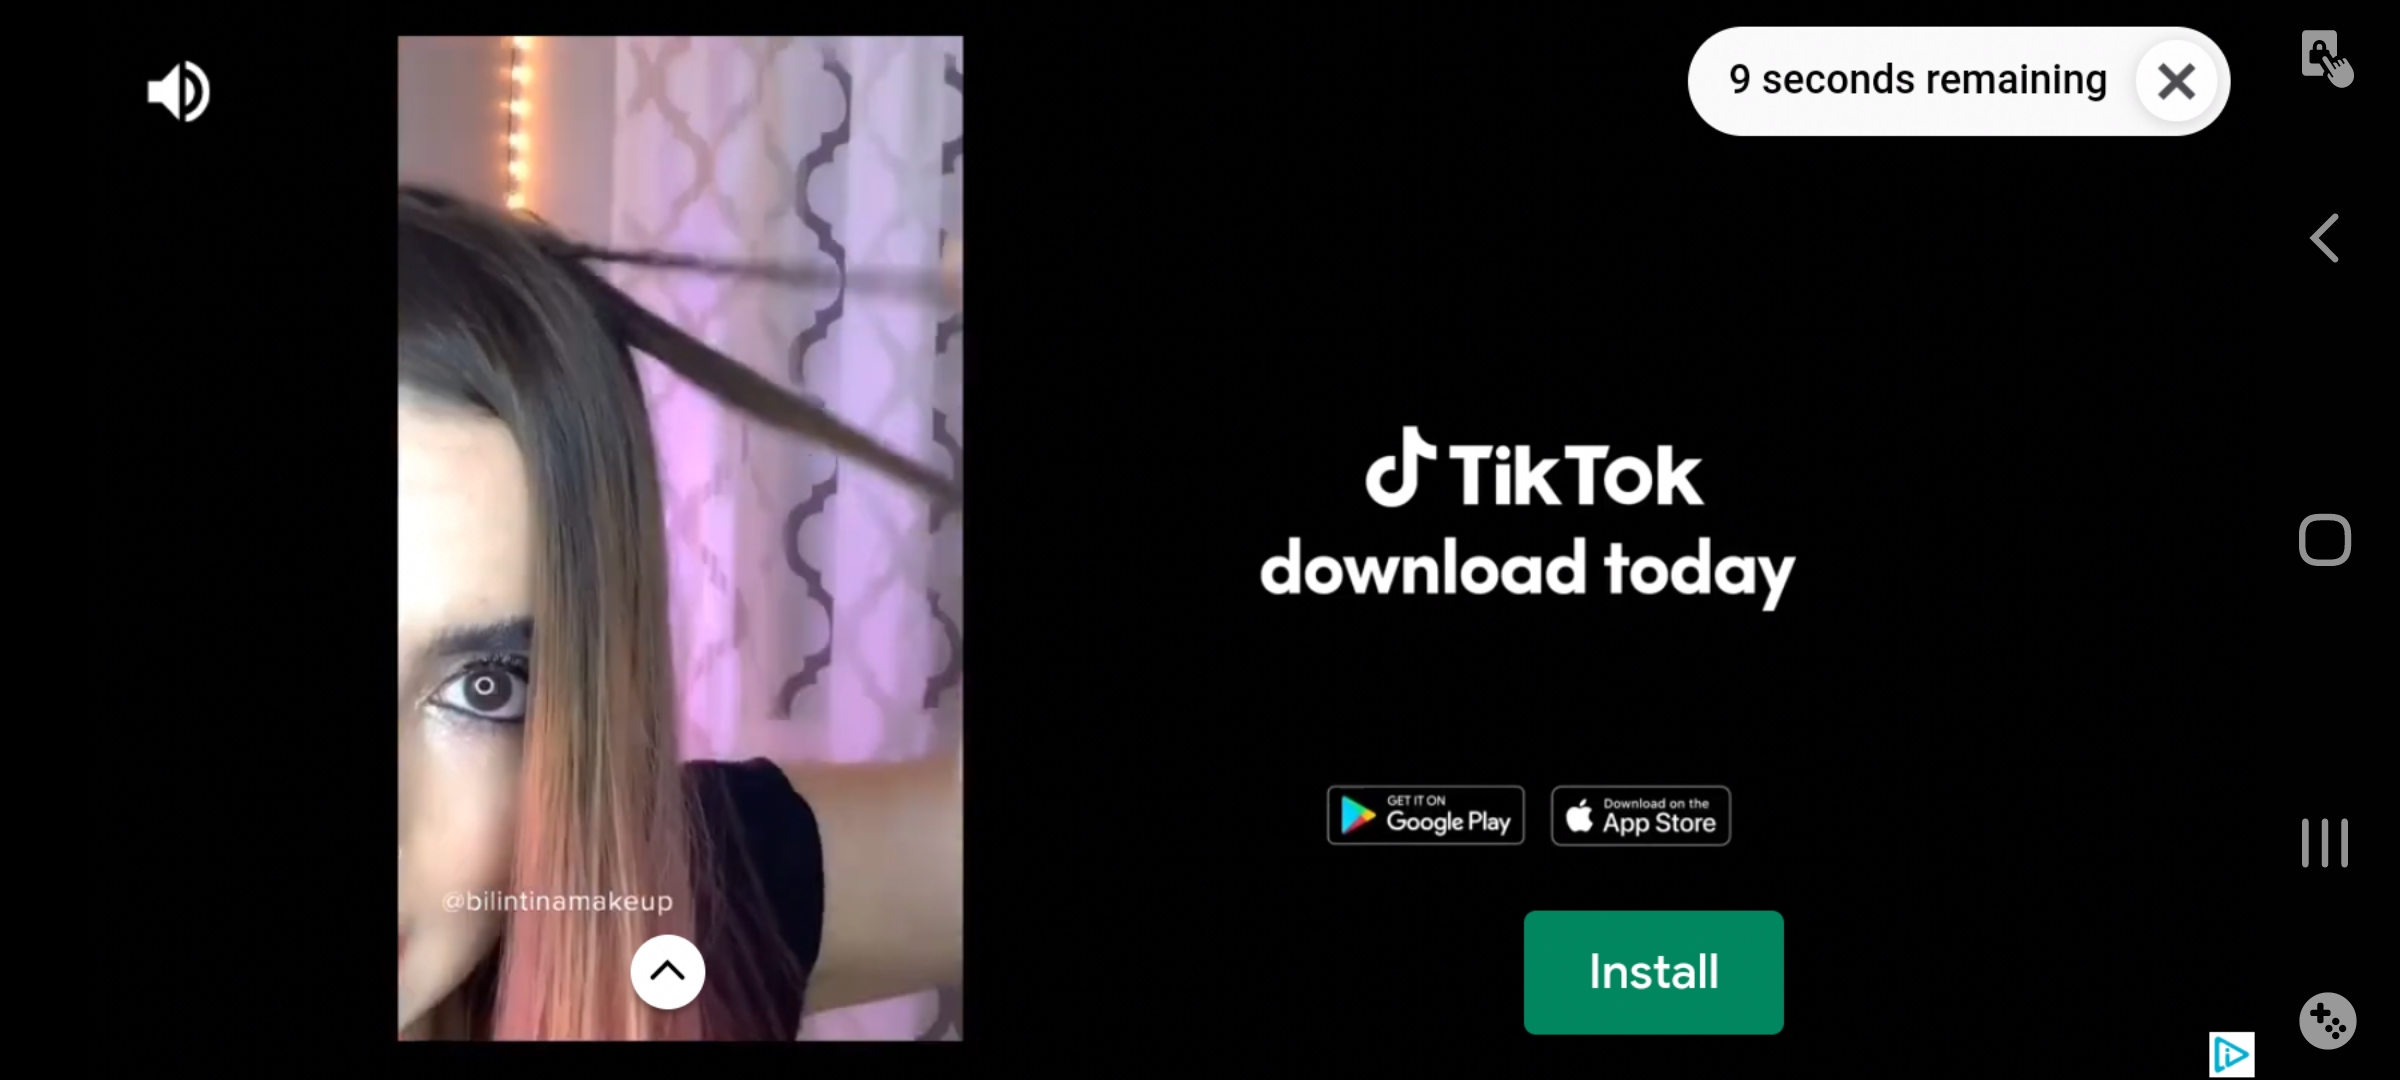 9 seconds remaining
TikTok
download today
GET IT ON
Google Play
Download on the
App Store
@bilintinamakeup
Install